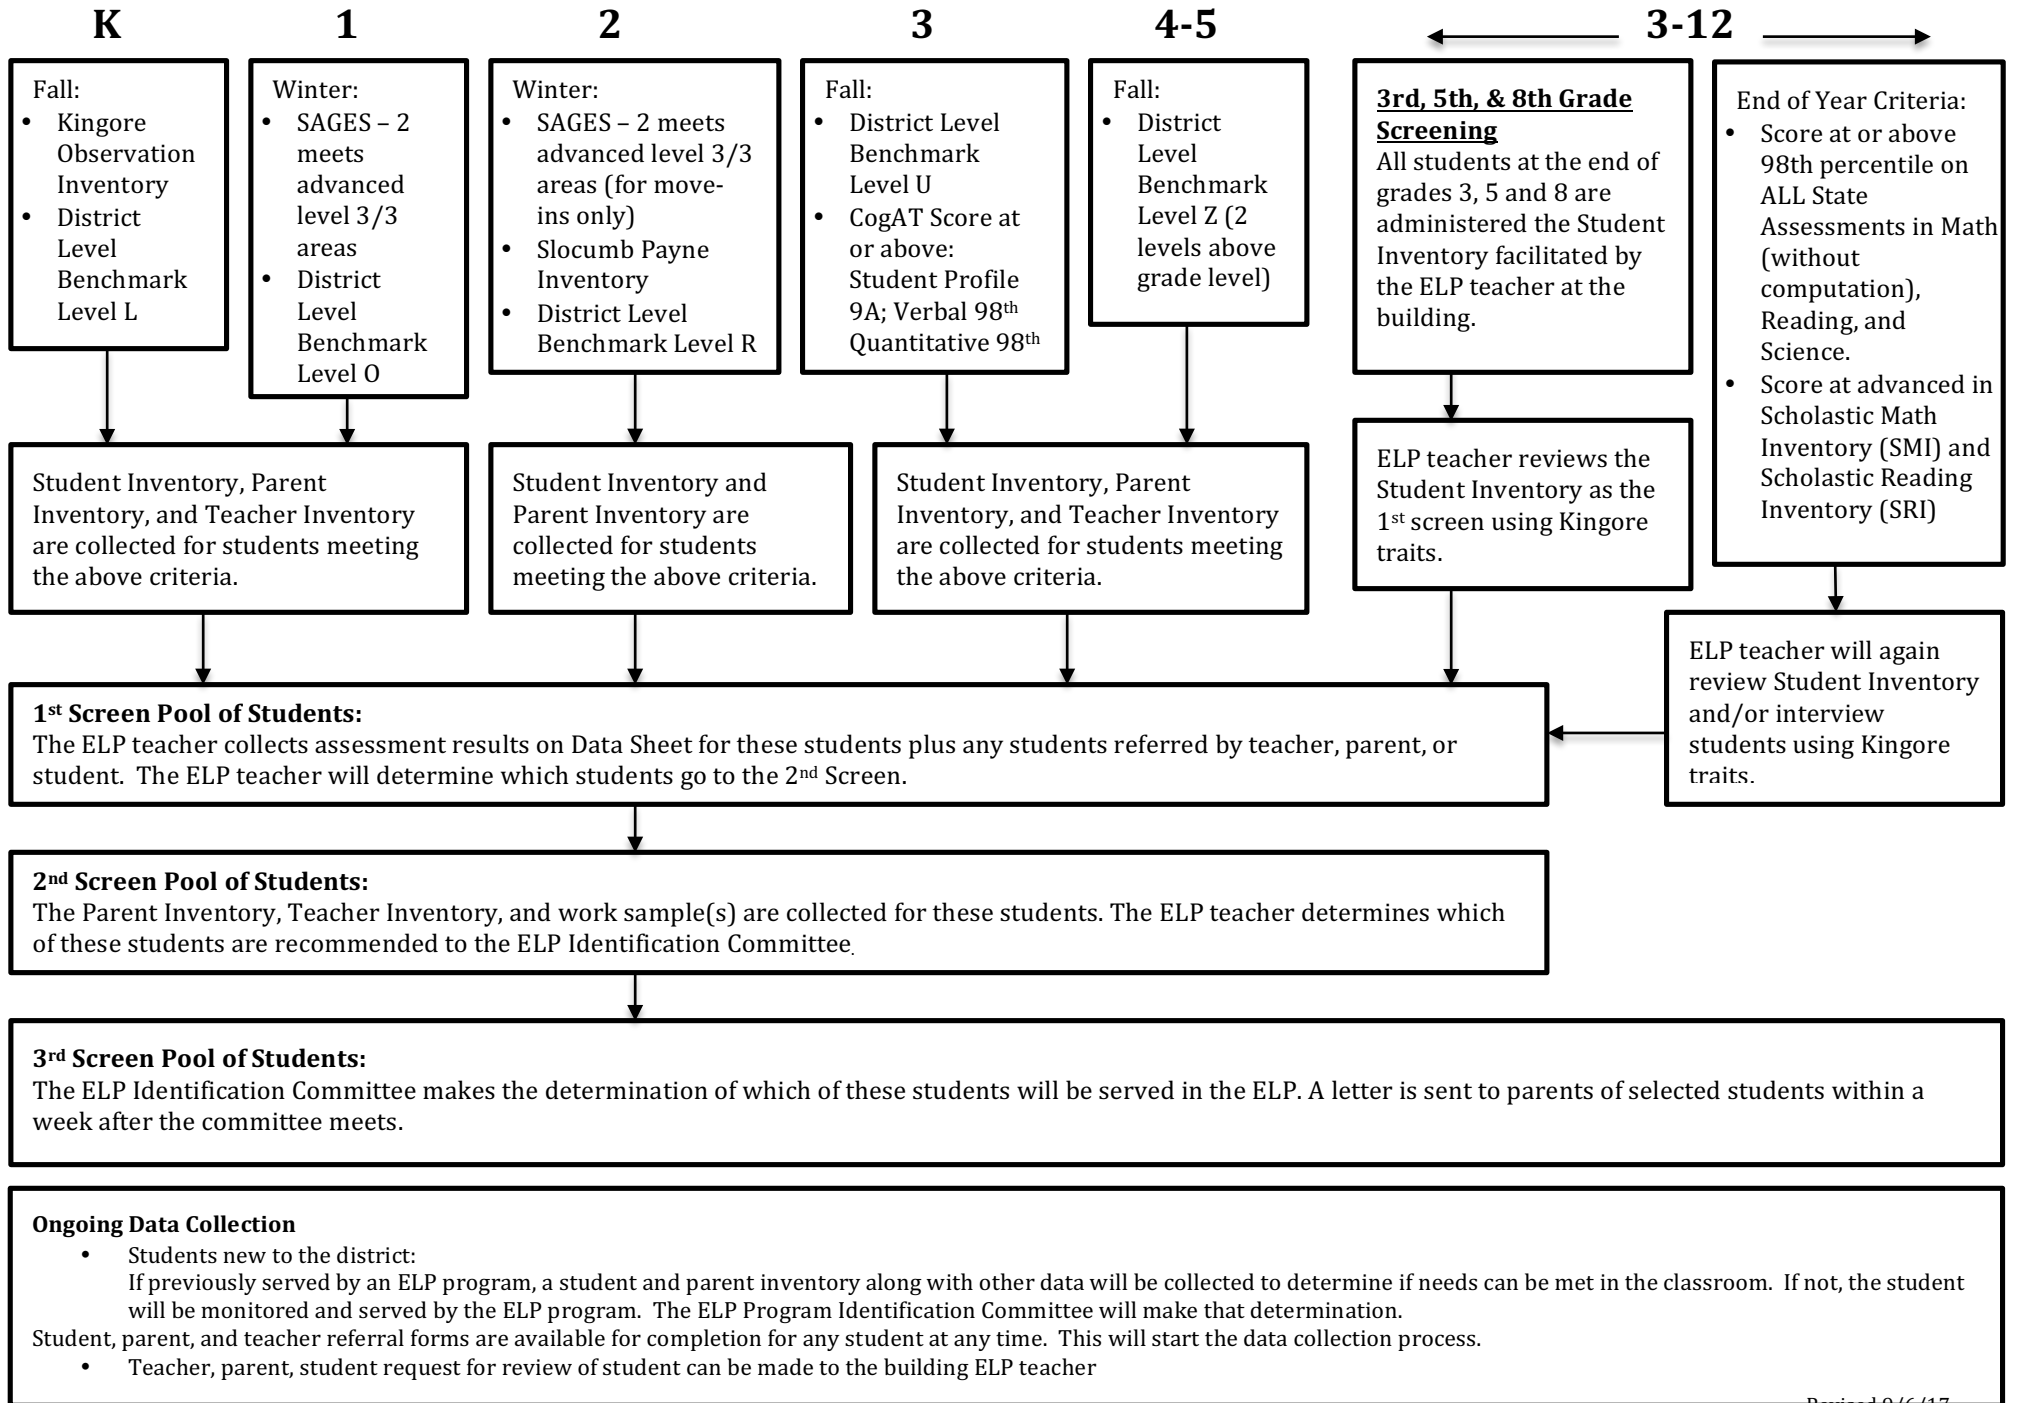 K
1
2
3
4-5
3-12
Fall:
• Kingore
Observation
Inventory
• District
Level
Benchmark
Level L
Winter:
• SAGES – 2
meets
advanced
level 3/3
areas
• District
Level
Benchmark
Level O
Winter:
• SAGES – 2 meets
advanced level 3/3
areas (for move-
ins only)
• Slocumb Payne
Inventory
• District Level
Benchmark Level R
Fall:
• District Level
Benchmark
Level U
• CogAT Score at
or above:
Student Profile
9A; Verbal 98th
Quantitative 98th
Fall:
• District
Level
Benchmark
Level Z (2
levels above
grade level)
3rd, 5th, & 8th Grade
Screening
All students at the end of
grades 3, 5 and 8 are
administered the Student
Inventory facilitated by
the ELP teacher at the
building.
End of Year Criteria:
• Score at or above
98th percentile on
ALL State
Assessments in Math
(without
computation),
Reading, and
Science.
• Score at advanced in
Scholastic Math
Inventory (SMI) and
Scholastic Reading
Inventory (SRI)
Student Inventory, Parent
Inventory, and Teacher Inventory
are collected for students meeting
the above criteria.
Student Inventory and
Parent Inventory are
collected for students
meeting the above criteria.
Student Inventory, Parent
Inventory, and Teacher Inventory
are collected for students meeting
the above criteria.
ELP teacher reviews the
Student Inventory as the
1st screen using Kingore
traits.
ELP teacher will again
review Student Inventory
and/or interview
students using Kingore
traits.
1st Screen Pool of Students:
The ELP teacher collects assessment results on Data Sheet for these students plus any students referred by teacher, parent, or
student.  The ELP teacher will determine which students go to the 2nd Screen.
2nd Screen Pool of Students:
The Parent Inventory, Teacher Inventory, and work sample(s) are collected for these students. The ELP teacher determines which
of these students are recommended to the ELP Identification Committee.
3rd Screen Pool of Students:
The ELP Identification Committee makes the determination of which of these students will be served in the ELP. A letter is sent to parents of selected students within a
week after the committee meets.
Ongoing Data Collection
• Students new to the district:
If previously served by an ELP program, a student and parent inventory along with other data will be collected to determine if needs can be met in the classroom.  If not, the student
will be monitored and served by the ELP program.  The ELP Program Identification Committee will make that determination.
Student, parent, and teacher referral forms are available for completion for any student at any time.  This will start the data collection process.
• Teacher, parent, student request for review of student can be made to the building ELP teacher
Revised